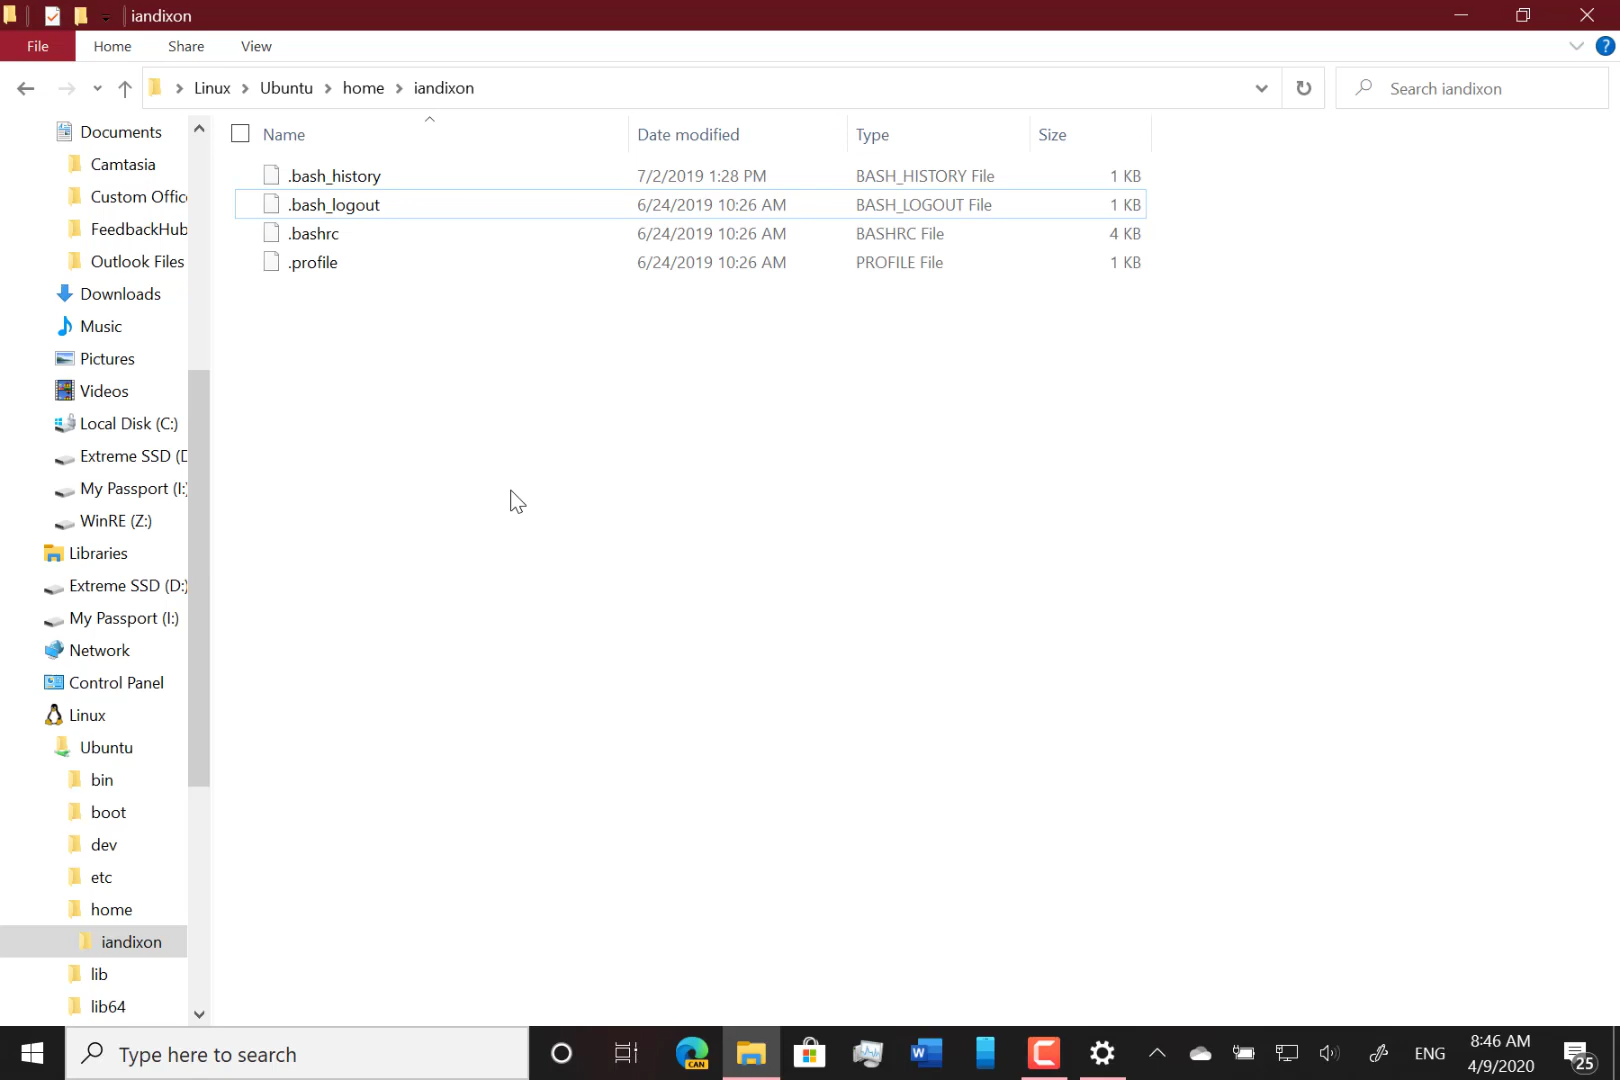 iandixon
File Home Share View
Linux Ubuntu home iandixon
Search iandixon
Name Date modified Type Size
.bash_history 7/2/2019 1:28 PM BASH_HISTORY File 1 KB
.bash_logout 6/24/2019 10:26 AM BASH_LOGOUT File 1 KB
.bashrc 6/24/2019 10:26 AM BASHRC File 4 KB
.profile 6/24/2019 10:26 AM PROFILE File 1 KB
Documents
Camtasia
Custom Offic
FeedbackHub
Outlook Files
Downloads
Music
Pictures
Videos
Local Disk (C:)
Extreme SSD (D
My Passport (I:)
WinRE (Z:)
Libraries
Extreme SSD (D:)
My Passport (I:)
Network
Control Panel
Linux
Ubuntu
bin
boot
dev
etc
home
iandixon
lib
lib64
Type here to search
CAN
W
ENG
8:46 AM
4/9/2020
25